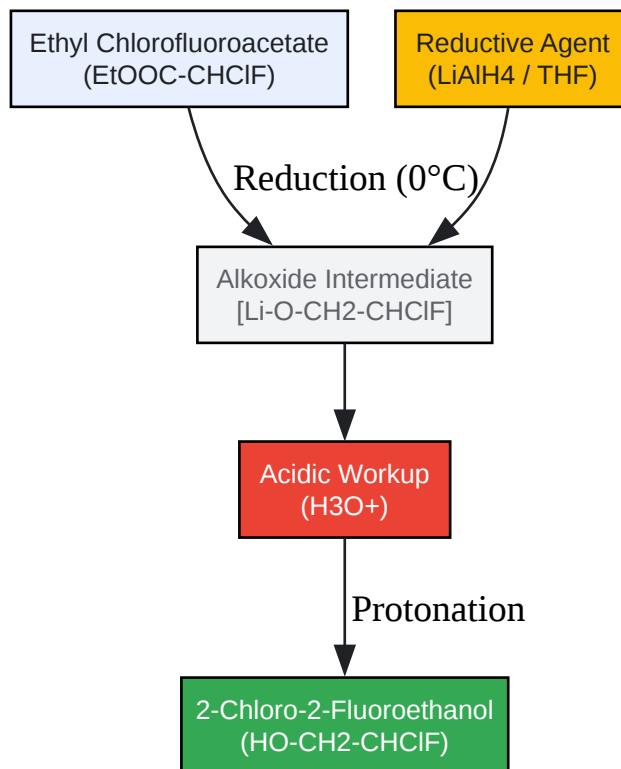 Ethyl Chlorofluoroacetate
(EtOOC-CHClF)
Reductive Agent
(LiAlH4 / THF)
Reduction (0°C)
Alkoxide Intermediate
[Li-O-CH2-CHClF]
Acidic Workup
(H3O+)
Protonation
2-Chloro-2-Fluoroethanol
(HO-CH2-CHClF)